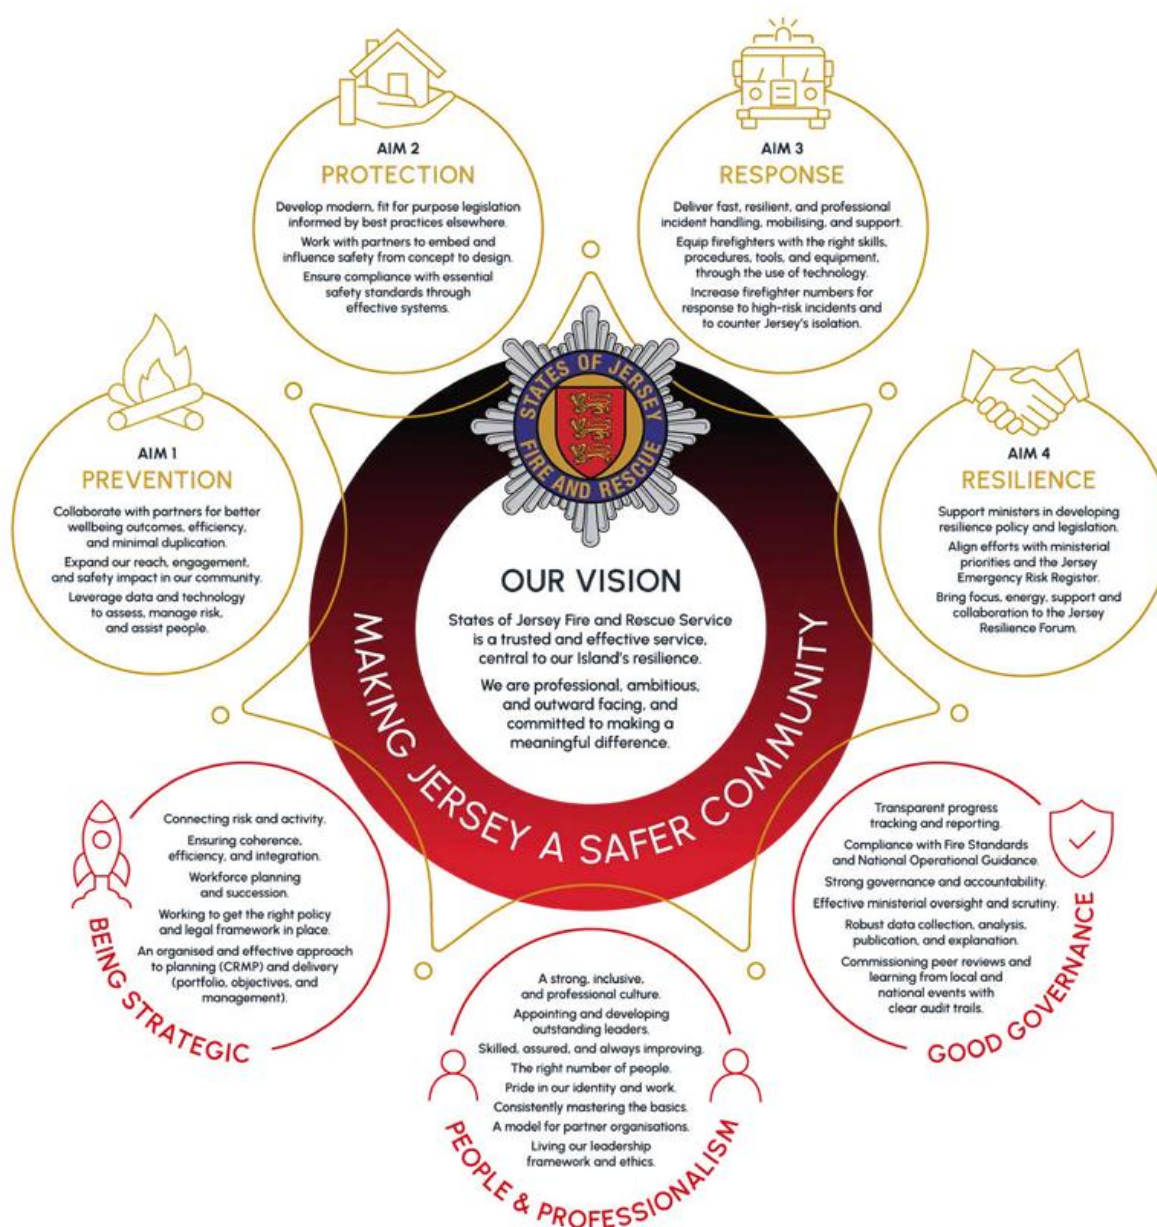 AIM 2
PROTECTION
Develop modern, fit for purpose legislation
informed by best practices elsewhere.
Work with partners to embed and
influence safety from concept to design.
Ensure compliance with essential
safety standards through
effective systems.
AIM 3
RESPONSE
Deliver fast, resilient, and professional
incident handling, mobilising, and support.
Equip firefighters with the right skills,
procedures, tools, and equipment,
through the use of technology.
Increase firefighter numbers for
response to high-risk incidents and
to counter Jersey's isolation.
AIM 1
PREVENTION
Collaborate with partners for better
wellbeing outcomes, efficiency,
and minimal duplication.
Expand our reach, engagement,
and safety impact in our community.
Leverage data and technology
to assess, manage risk,
and assist people.
STATES OF JERSEY
FIRE AND RESCUE
AIM 4
RESILIENCE
Support ministers in developing
resilience policy and legislation.
Align efforts with ministerial
priorities and the Jersey
Emergency Risk Register.
Bring focus, energy, support and
collaboration to the Jersey
Resilience Forum.
OUR VISION
States of Jersey Fire and Rescue Service
is a trusted and effective service,
central to our Island's resilience.
We are professional, ambitious,
and outward facing, and
committed to making a
meaningful difference.
MAKING JERSEY A SAFER COMMUNITY
Connecting risk and activity.
Ensuring coherence,
efficiency, and integration.
Workforce planning
and succession.
Working to get the right policy
and legal framework in place.
An organised and effective approach
to planning (CRMP) and delivery
(portfolio, objectives, and
management).
BEING STRATEGIC
A strong, inclusive,
and professional culture.
Appointing and developing
outstanding leaders.
Skilled, assured, and always improving.
The right number of people.
Pride in our identity and work.
Consistently mastering the basics.
A model for partner organisations.
Living our leadership
framework and ethics.
PEOPLE & PROFESSIONALISM
Transparent progress
tracking and reporting.
Compliance with Fire Standards
and National Operational Guidance.
Strong governance and accountability.
Effective ministerial oversight and scrutiny.
Robust data collection, analysis,
publication, and explanation.
Commissioning peer reviews and
learning from local and
national events with
clear audit trails.
GOOD GOVERNANCE